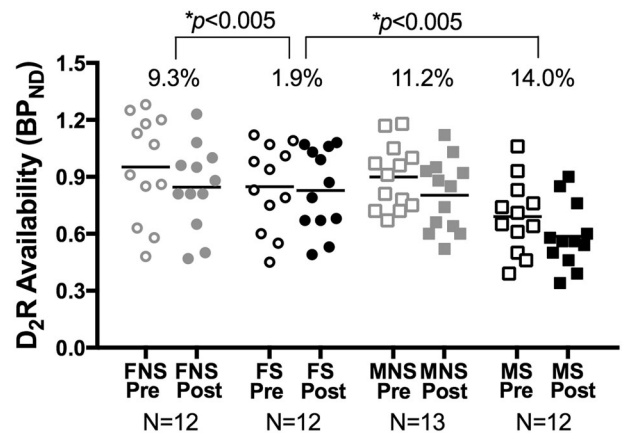 *p<0.005
*p<0.005
9.3% 1.9% 11.2% 14.0%
D2R Availability (BPND)
1.5
1.2
0.9
0.6
0.3
0.0
FNS FNS FS FS MNS MNS MS MS
Pre Post Pre Post Pre Post Pre Post
N=12 N=12 N=13 N=12